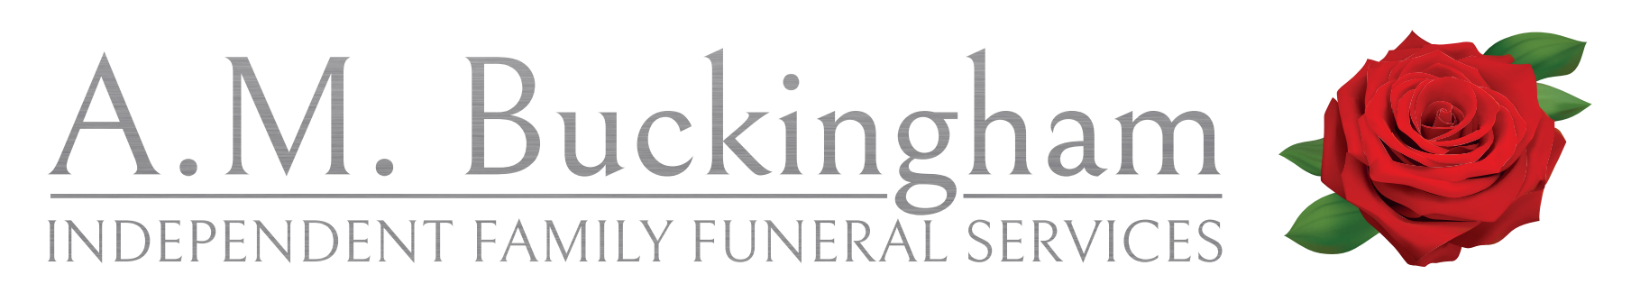 A.M. Buckingham
INDEPENDENT FAMILY FUNERAL SERVICES